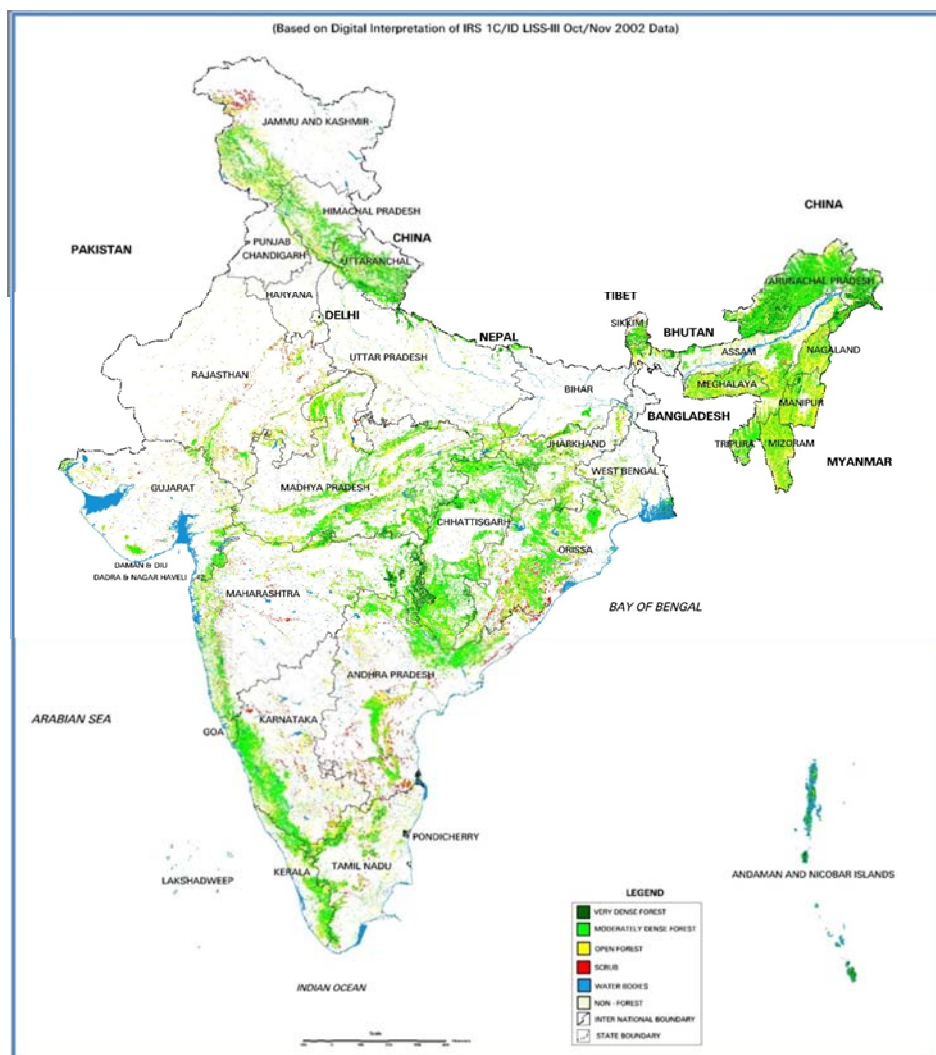 (Based on Digital Interpretation of IRS 1C/ID LISS-III Oct/Nov 2002 Data)
JAMMU AND KASHMIR
CHINA
HIMACHAL PRADESH
CHINA
PAKISTAN
PUNJAB
CHANDIGARH
UTTARANCHAL
ARUNACHAL PRADESH
HARYANA
TIBET
DELHI
SIKKIM
BHUTAN
NEPAL
ASSAM
NAGALAND
UTTAR PRADESH
RAJASTHAN
BIHAR
MEGHALAYA
MANIPUR
BANGLADESH
JHARKHAND
TRIPURA
MIZORAM
WEST BENGAL
MYANMAR
GUJARAT
MADHYA PRADESH
CHHATTISGARH
ORISSA
DAMAN & DIU
DADRA & NAGAR HAVELI
MAHARASHTRA
BAY OF BENGAL
ANDHRA PRADESH
ARABIAN SEA
KARNATAKA
GOA
PONDICHERRY
TAMIL NADU
KERALA
LAKSHADWEEP
ANDAMAN AND NICOBAR ISLANDS
LEGEND
VERY DENSE FOREST
MODERATELY DENSE FOREST
OPEN FOREST
SCRUB
WATER BODIES
NON - FOREST
INTER NATIONAL BOUNDARY
STATE BOUNDARY
INDIAN OCEAN
Scale